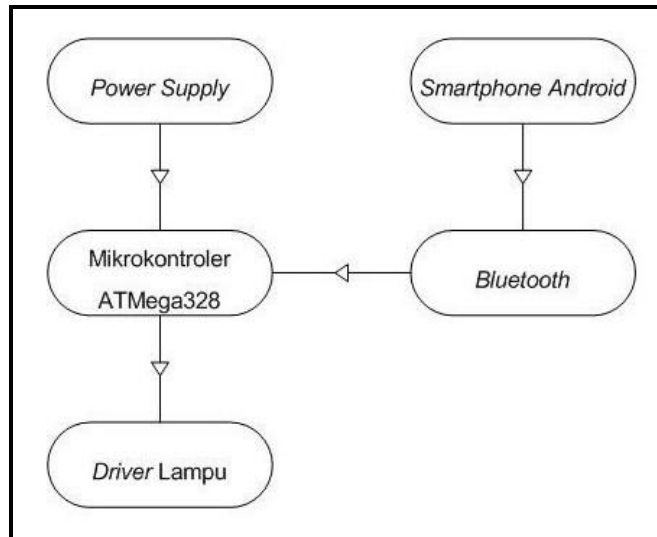 Power Supply
Smartphone Android
Mikrokontroler
ATMega328
Bluetooth
Driver Lampu